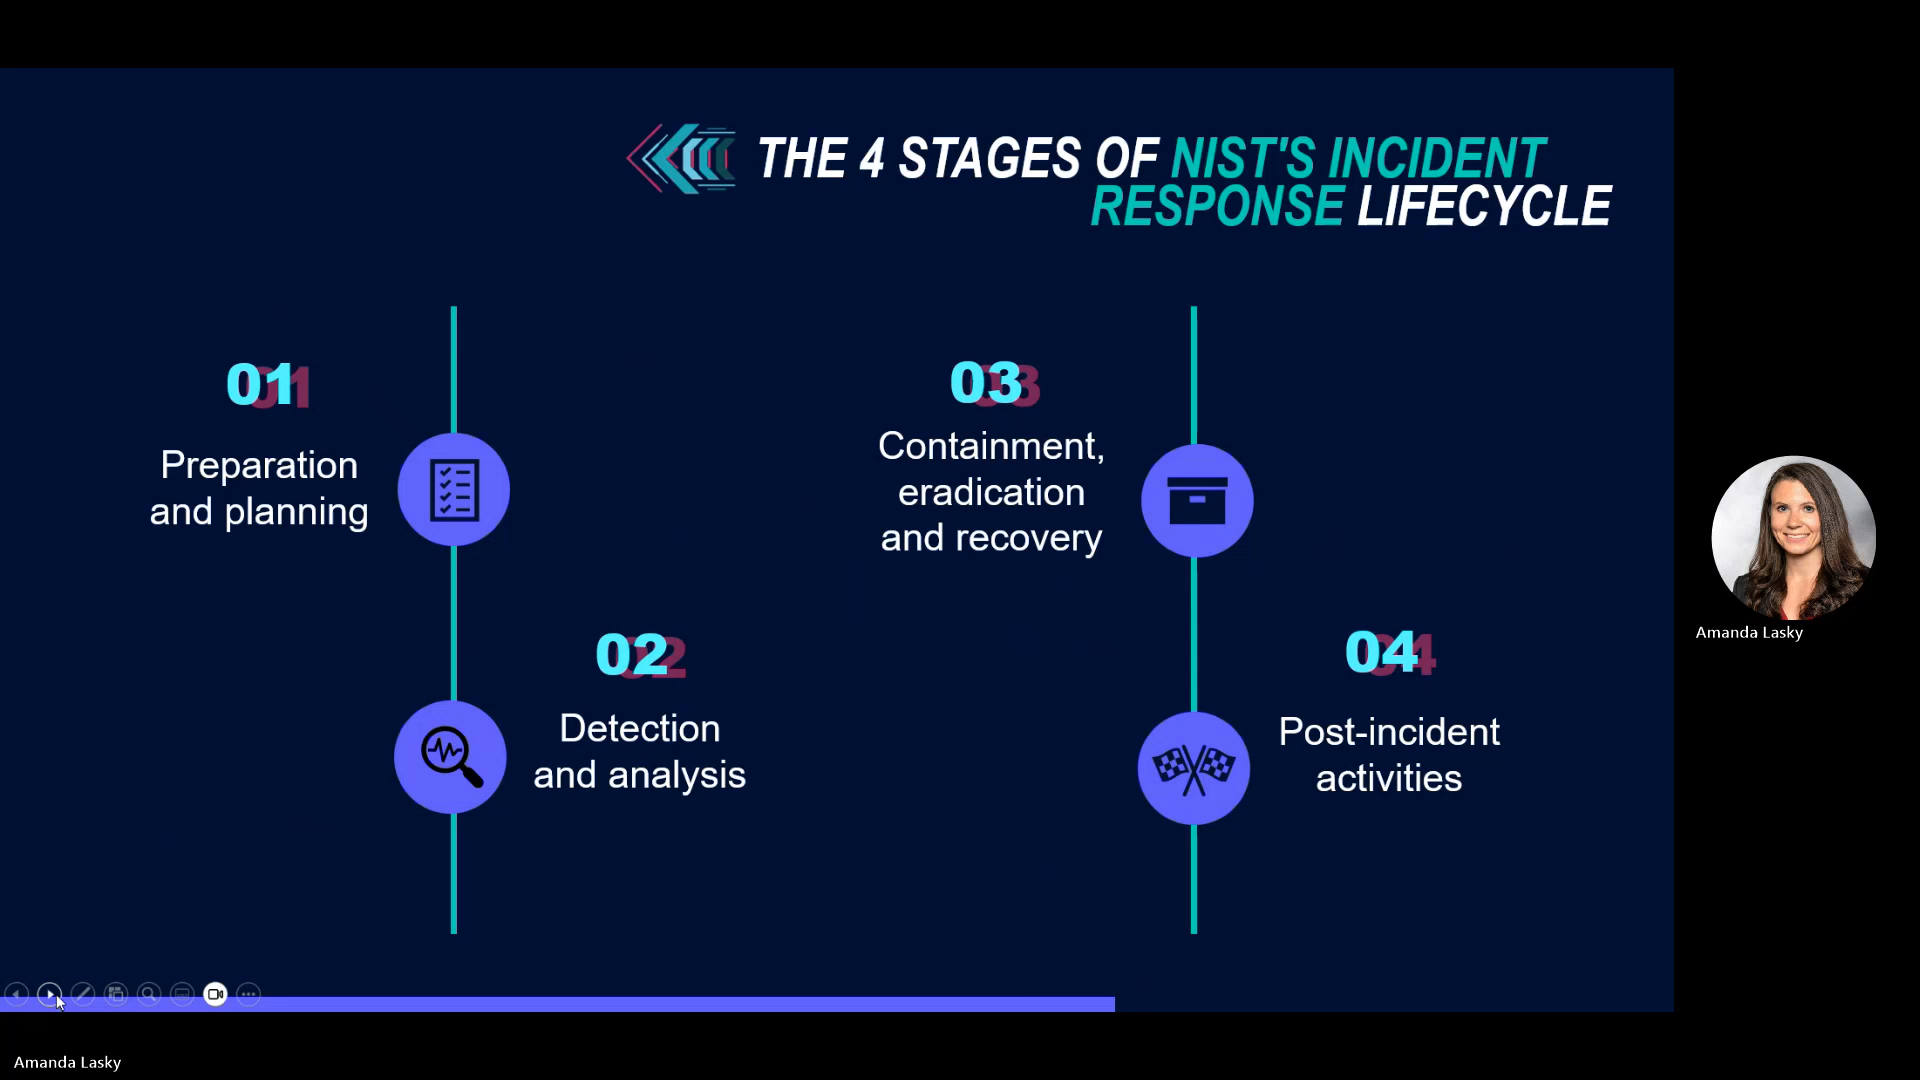 THE 4 STAGES OF NIST'S INCIDENT
RESPONSE LIFECYCLE
01
Preparation
and planning
02
Detection
and analysis
03
Containment,
eradication
and recovery
04
Post-incident
activities
Amanda Lasky
Amanda Lasky